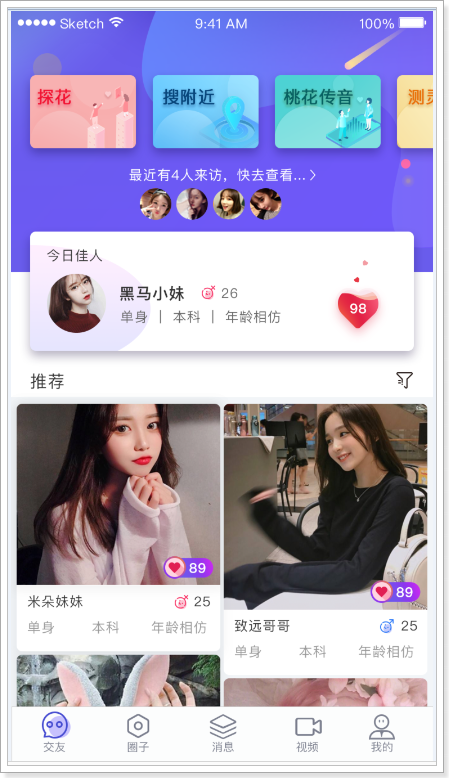 Sketch 9:41 AM 100%
探花 搜附近 桃花传音 测灵
最近有4人来访，快去查看...
今日佳人
黑马小妹 26
单身 | 本科 | 年龄相仿
98
推荐
89
米朵妹妹 25
单身 本科 年龄相仿
89
致远哥哥 25
单身 本科 年龄相仿
交友 圈子 消息 视频 我的